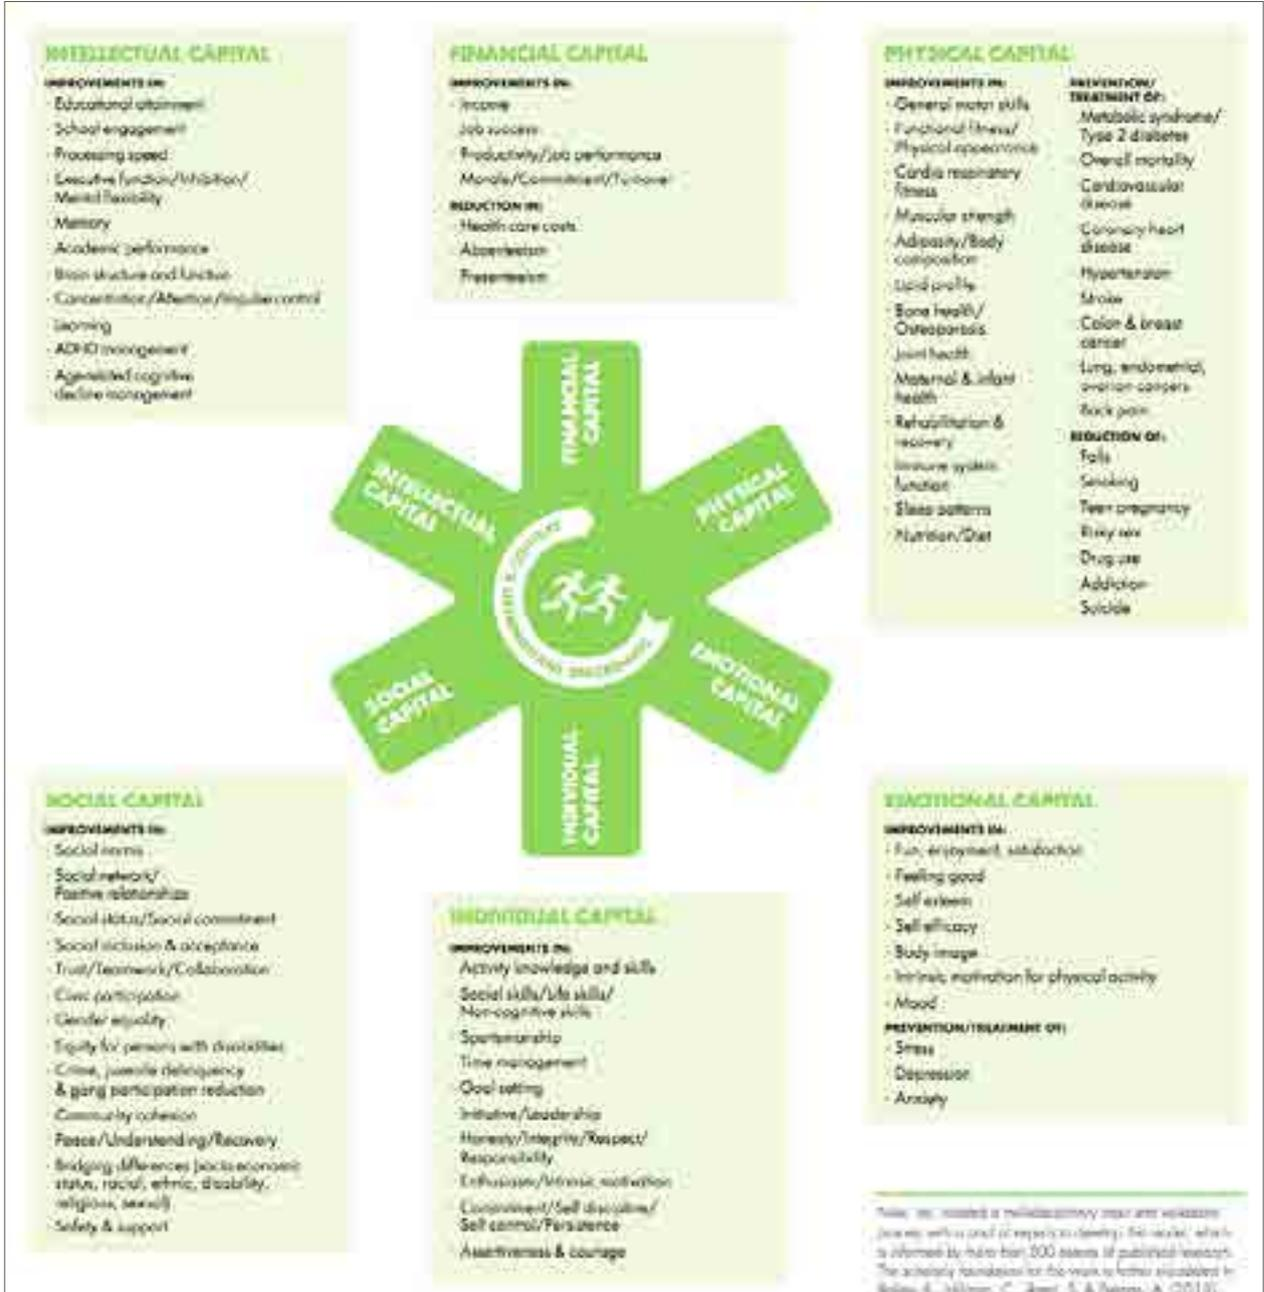 INTELLECTUAL CAPITAL
IMPROVEMENTS IN:
· Educational attainment
· School engagement
· Processing speed
· Executive function/Inhibition/
Mental flexibility
· Memory
· Academic performance
· Brain structure and function
· Concentration/Attention/Impulse control
· Learning
· ADHD management
· Age-related cognitive
decline management
FINANCIAL CAPITAL
IMPROVEMENTS IN:
· Income
· Job success
· Productivity/Job performance
· Morale/Commitment/Turnover
REDUCTION IN:
· Health care costs
· Absenteeism
· Presenteeism
PHYSICAL CAPITAL
IMPROVEMENTS IN:
· General motor skills
· Functional fitness/
Physical appearance
· Cardio respiratory
fitness
· Muscular strength
· Adiposity/Body
composition
· Lipid profile
· Bone health/
Osteoporosis
· Joint health
· Maternal & infant
health
· Rehabilitation &
recovery
· Immune system
function
· Sleep patterns
· Nutrition/Diet
PREVENTION/
TREATMENT OF:
· Metabolic syndrome/
Type 2 diabetes
· Overall mortality
· Cardiovascular
disease
· Coronary heart
disease
· Hypertension
· Stroke
· Colon & breast
cancer
· Lung, endometrial,
ovarian cancers
· Back pain
REDUCTION OF:
· Falls
· Smoking
· Teen pregnancy
· Risky sex
· Drug use
· Addiction
· Suicide
FINANCIAL
CAPITAL
INTELLECTUAL
CAPITAL
PHYSICAL
CAPITAL
SOCIAL
CAPITAL
EMOTIONAL
CAPITAL
INDIVIDUAL
CAPITAL
SOCIAL CAPITAL
IMPROVEMENTS IN:
· Social norms
· Social network/
Positive relationships
· Social status/Social commitment
· Social inclusion & acceptance
· Trust/Teamwork/Collaboration
· Civic participation
· Gender equality
· Equity for persons with disabilities
· Crime, juvenile delinquency
& gang participation reduction
· Community cohesion
· Peace/Understanding/Recovery
· Bridging differences (socio economic
status, racial, ethnic, disability,
religious, sexual)
· Safety & support
INDIVIDUAL CAPITAL
IMPROVEMENTS IN:
· Activity knowledge and skills
· Social skills/Life skills/
Non-cognitive skills
· Sportsmanship
· Time management
· Goal setting
· Initiative/Leadership
· Honesty/Integrity/Respect/
Responsibility
· Enthusiasm/Intrinsic motivation
· Commitment/Self discipline/
Self control/Persistence
· Assertiveness & courage
EMOTIONAL CAPITAL
IMPROVEMENTS IN:
· Fun, enjoyment, satisfaction
· Feeling good
· Self esteem
· Self efficacy
· Body image
· Intrinsic motivation for physical activity
· Mood
PREVENTION/TREATMENT OF:
· Stress
· Depression
· Anxiety
is informed by more than 500 pieces of published research.